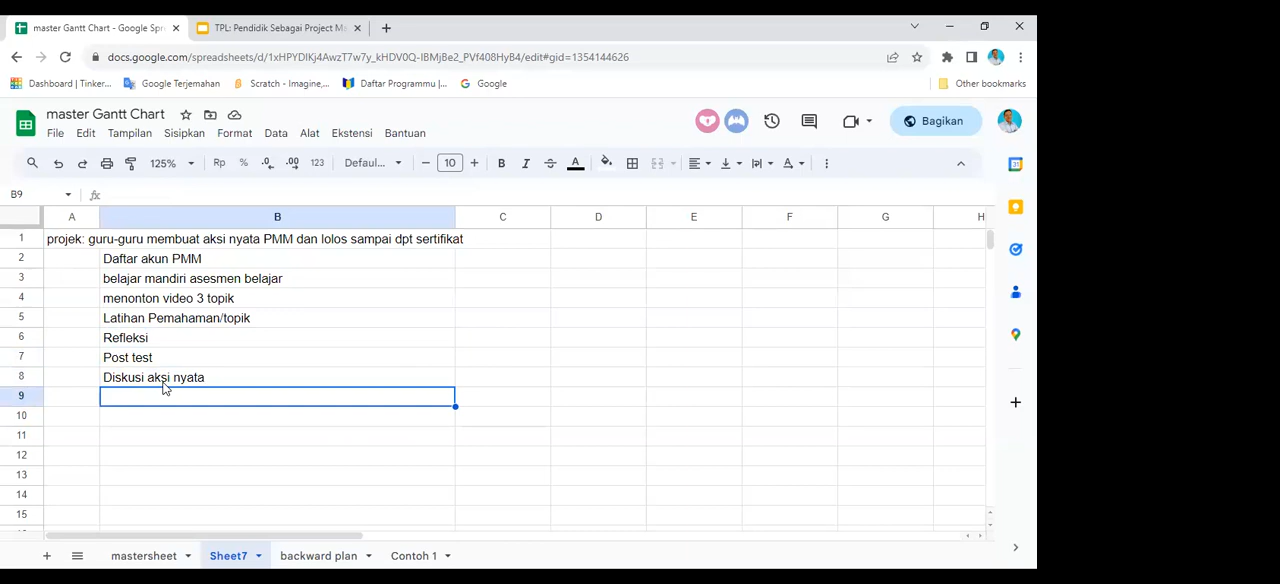 master Gantt Chart - Google Spr
TPL: Pendidik Sebagai Project Ma
docs.google.com/spreadsheets/d/1xHPYDIKj4AwzT7w7y_kHDV0Q-IBMjBe2_PVf408HyB4/edit#gid=1354144626
Dashboard | Tinker...
Google Terjemahan
Scratch - Imagine,...
Daftar Programmu |...
Google
Other bookmarks
master Gantt Chart
File Edit Tampilan Sisipkan Format Data Alat Ekstensi Bantuan
Bagikan
125% Rp % .0 .00 123 Defaul... 10 B I S A
B9 fx
A B C D E F G H
1 projek: guru-guru membuat aksi nyata PMM dan lolos sampai dpt sertifikat
2 Daftar akun PMM
3 belajar mandiri asesmen belajar
4 menonton video 3 topik
5 Latihan Pemahaman/topik
6 Refleksi
7 Post test
8 Diskusi aksi nyata
9
10
11
12
13
14
15
mastersheet Sheet7 backward plan Contoh 1